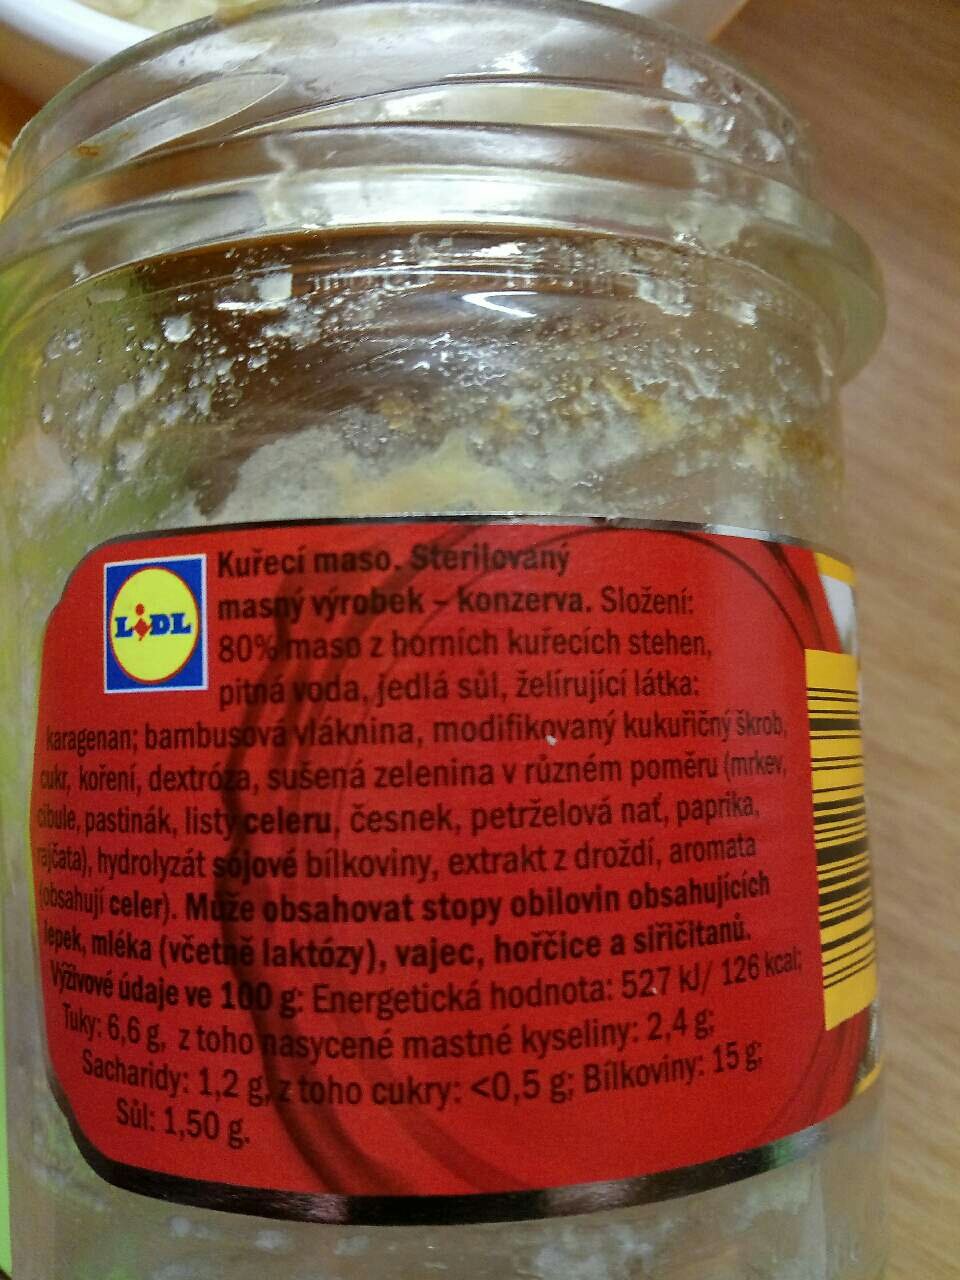 LIDL
Kuřecí maso. Sterilovaný
masný výrobek – konzerva. Složení:
80% maso z horních kuřecích stehen,
pitná voda, jedlá sůl, želírující látka:
karagenan; bambusová vláknina, modifikovaný kukuřičný škrob,
cukr, koření, dextróza, sušená zelenina v různém poměru (mrkev,
cibule, pastinák, listy celeru, česnek, petrželová nať, paprika,
rajčata), hydrolyzát sójové bílkoviny, extrakt z droždí, aromata
(obsahují celer). Může obsahovat stopy obilovin obsahujících
lepek, mléka (včetně laktózy), vajec, hořčice a siřičitanů.
Výživové údaje ve 100 g: Energetická hodnota: 527 kJ/ 126 kcal;
Tuky: 6,6 g, z toho nasycené mastné kyseliny: 2,4 g;
Sacharidy: 1,2 g, z toho cukry: <0,5 g; Bílkoviny: 15 g;
Sůl: 1,50 g.